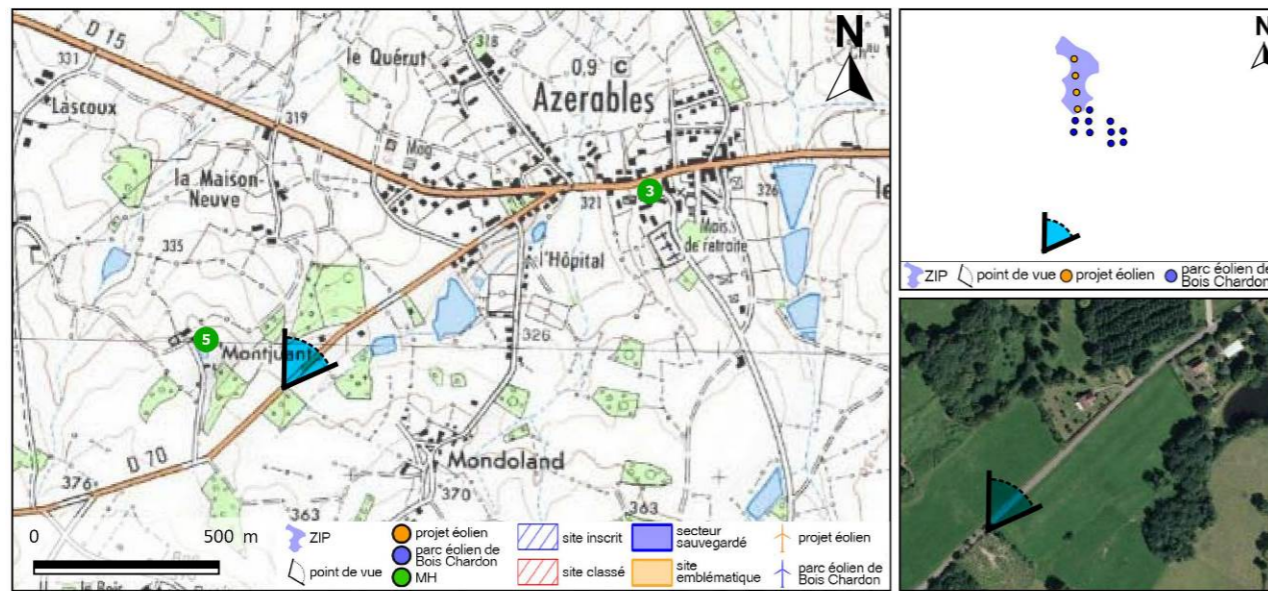 D 15
331
Lascoux
le Quérut
318
0,9 C
Azerables
N
319
Mag
la Maison-
Neuve
335
3
321
326
Mais.
de retraite
l'Hôpital
326
5
Montjuant
D 70
376
Mondoland
370
363
363
0 500 m
ZIP
point de vue
projet éolien
parc éolien de
Bois Chardon
MH
site inscrit
site classé
secteur
sauvegardé
site
emblématique
projet éolien
parc éolien de
Bois Chardon
N
ZIP
point de vue
projet éolien
parc éolien de
Bois Chardon